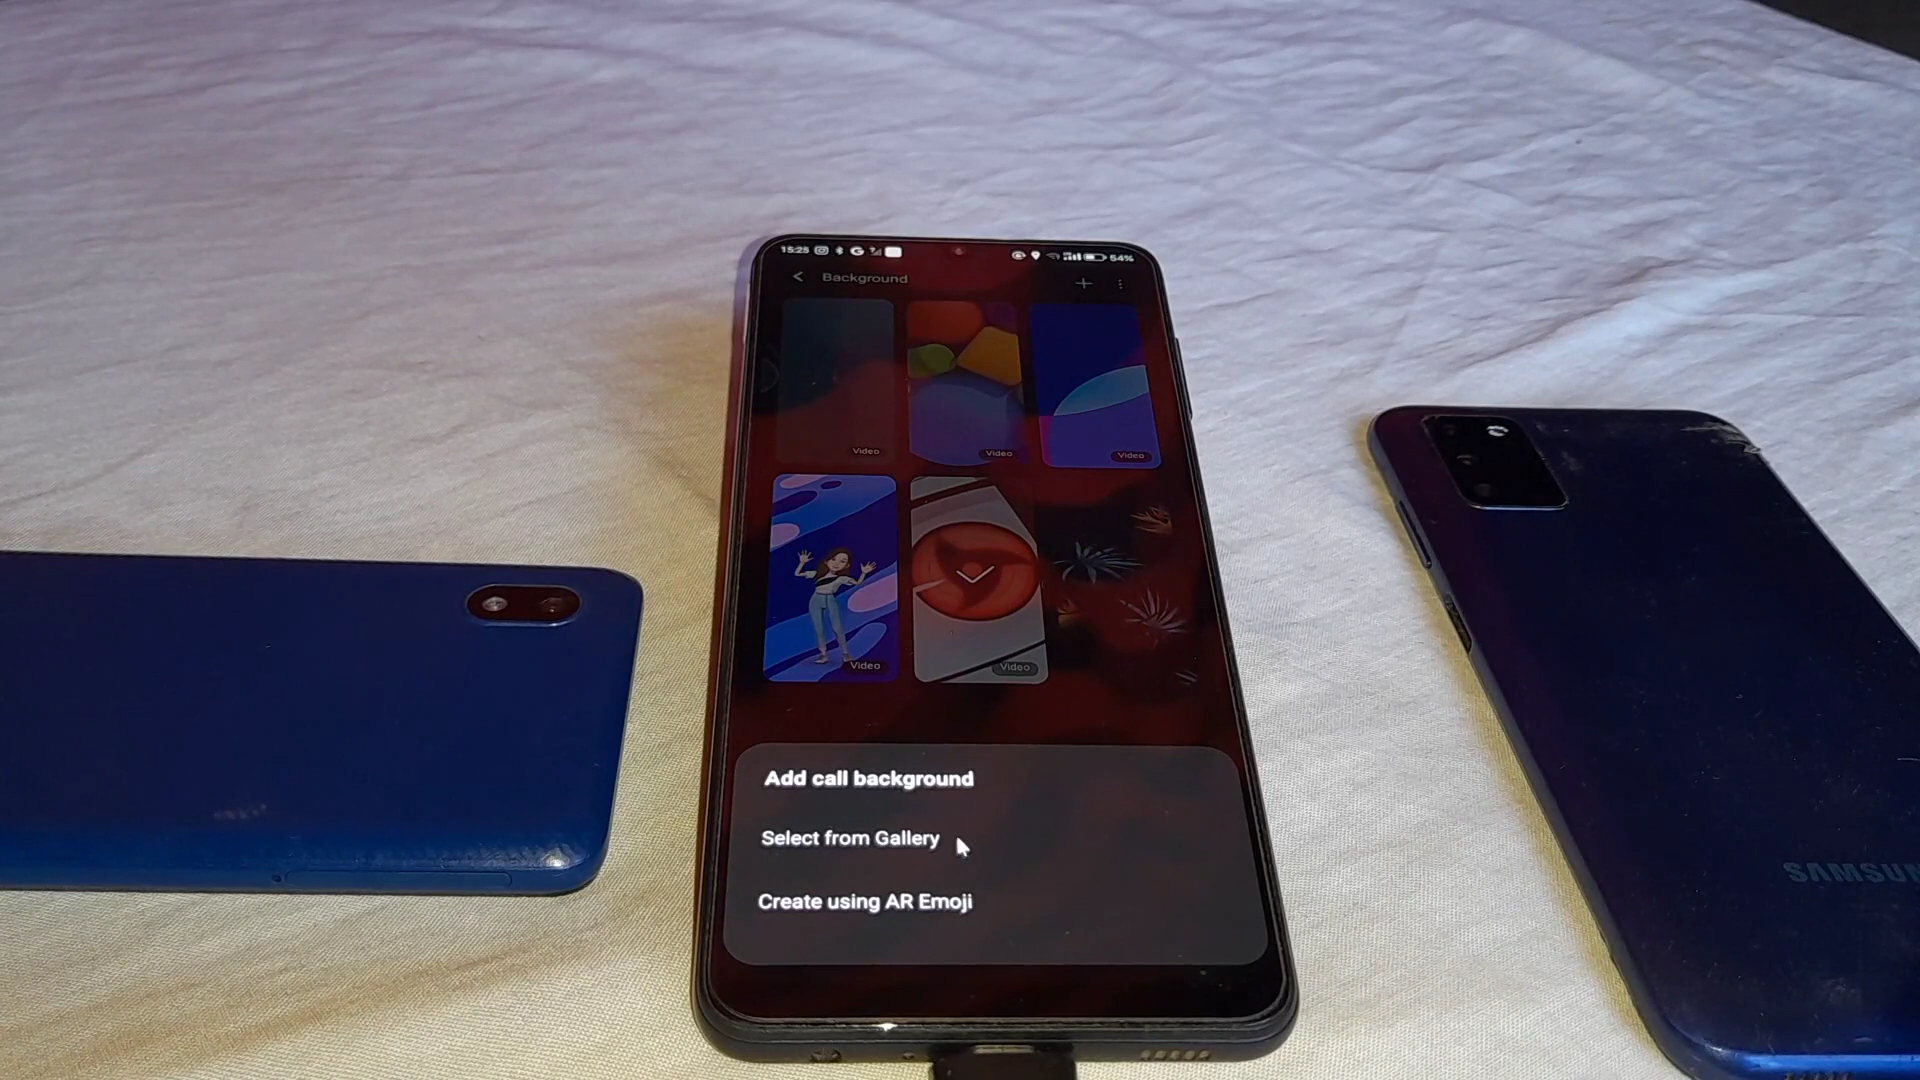 15:25
54%
Background
Video
Video
Video
Video
Video
Add call background
Select from Gallery
Create using AR Emoji
SAMSUN